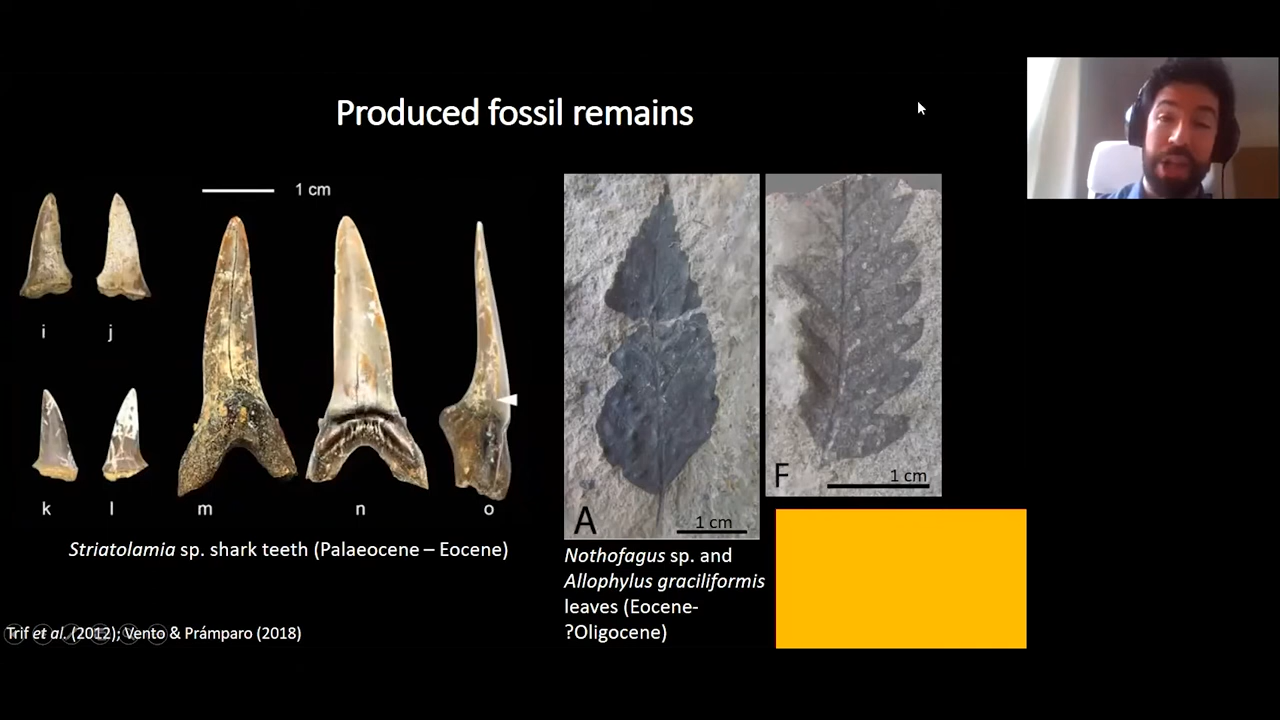 Produced fossil remains
1 cm
i
j
k
l
m
n
o
Striatolamia sp. shark teeth (Palaeocene – Eocene)
A
1 cm
F
1 cm
Nothofagus sp. and
Allophylus graciliformis
leaves (Eocene-
?Oligocene)
Trif et al. (2012); Vento & Prámparo (2018)